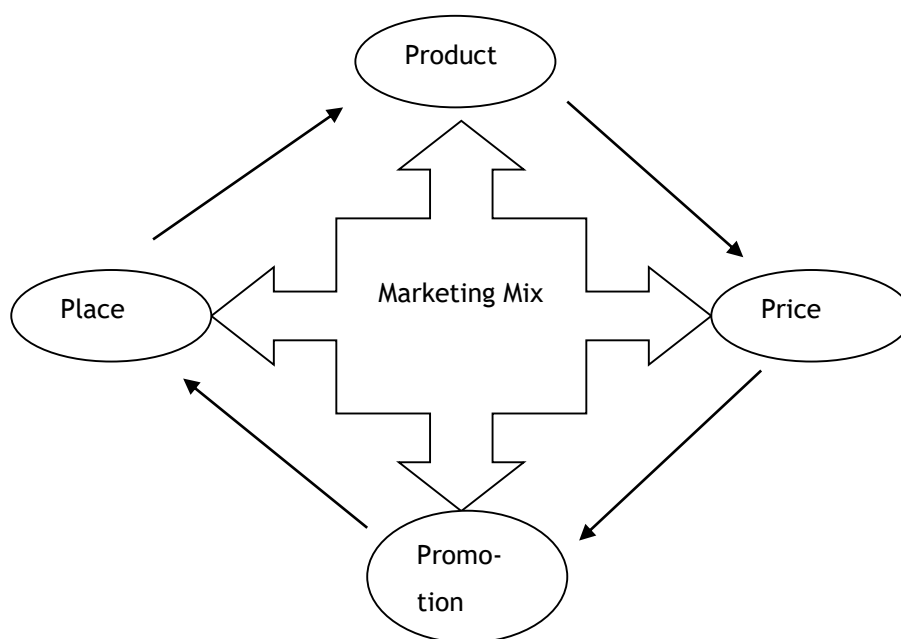 Product
Place
Marketing Mix
Price
Promo-
tion